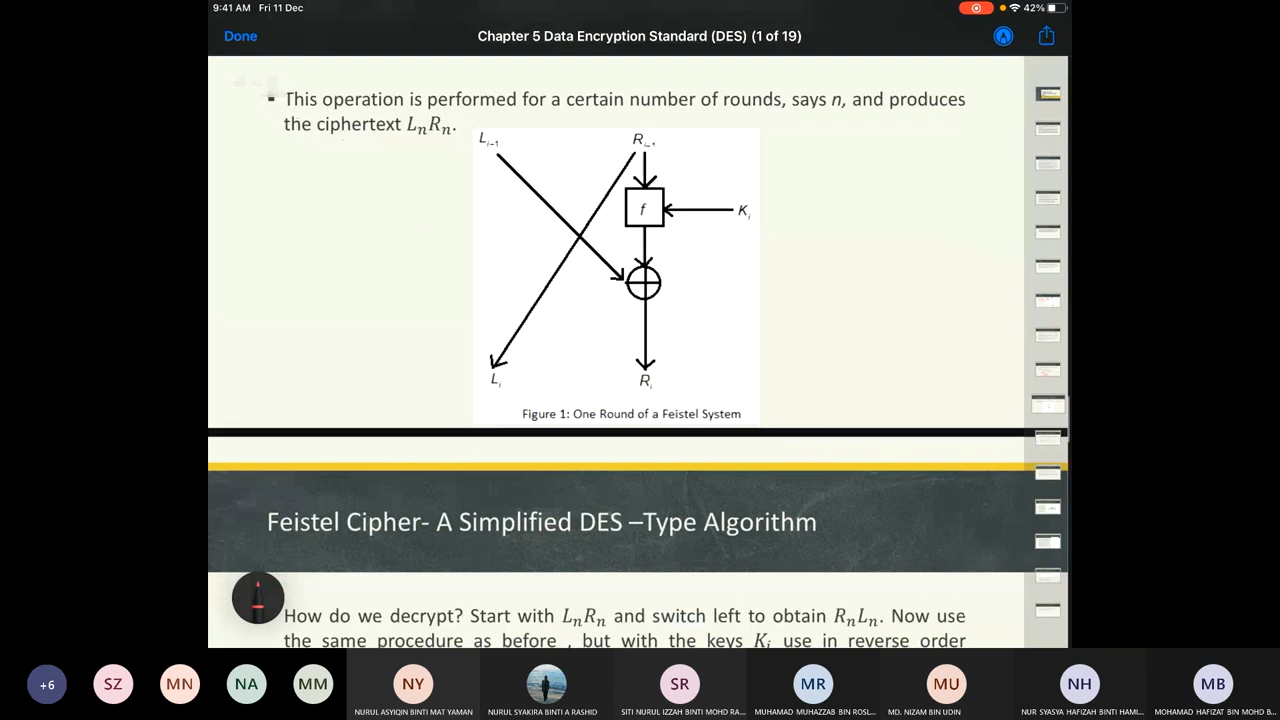 9:41 AM Fri 11 Dec
42%
Done
Chapter 5 Data Encryption Standard (DES) (1 of 19)
▪ This operation is performed for a certain number of rounds, says n, and produces
the ciphertext LₙRₙ.
Lᵢ₋₁ Rᵢ₋₁
f
Kᵢ
Lᵢ Rᵢ
Figure 1: One Round of a Feistel System
Feistel Cipher- A Simplified DES –Type Algorithm
How do we decrypt? Start with LₙRₙ and switch left to obtain RₙLₙ. Now use
the same procedure as before , but with the keys Kᵢ use in reverse order
+6 SZ MN NA MM NY SR MR MU NH MB
NURUL ASYIQIN BINTI MAT YAMAN NURUL SYAKIRA BINTI A RASHID SITI NURUL IZZAH BINTI MOHD RA... MUHAMAD MUHAZZAB BIN ROSL... MD. NIZAM BIN UDIN NUR SYASYA HAFIZAH BINTI HAMI... MOHAMAD HAFIZAT BIN MOHD B...